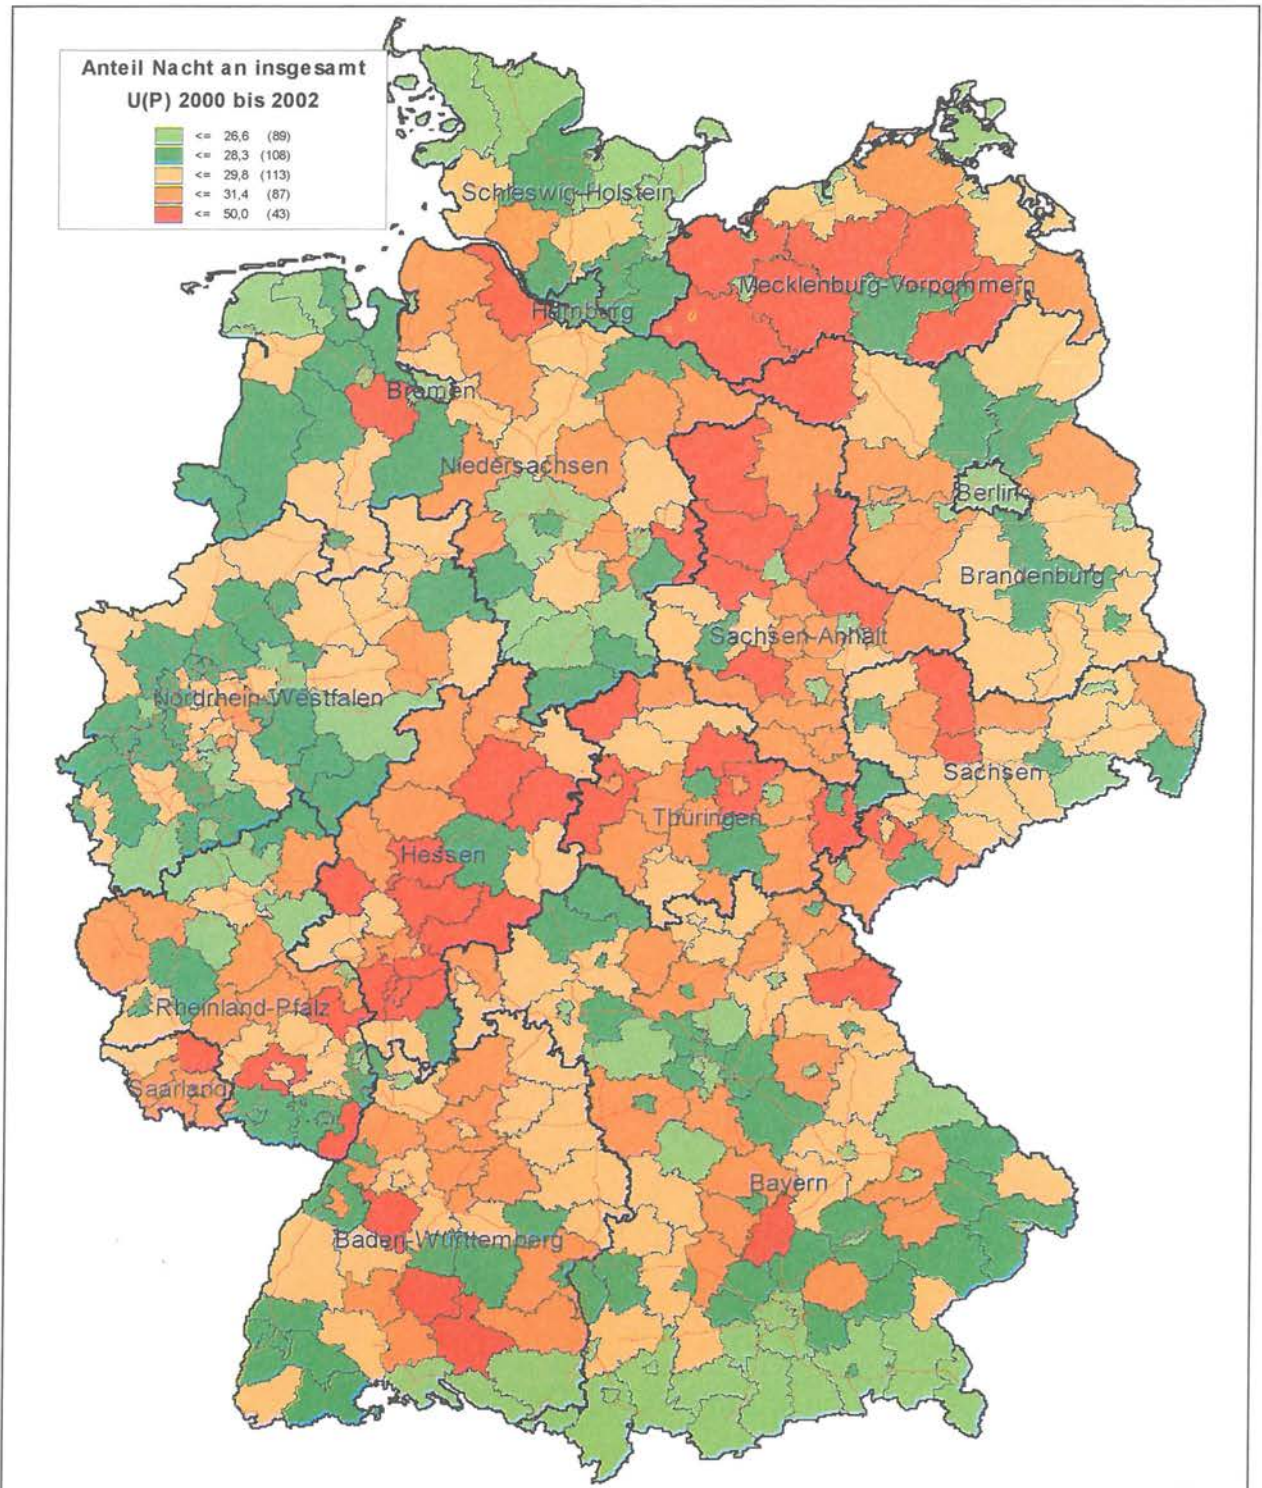 Anteil Nacht an insgesamt
U(P) 2000 bis 2002
<= 26,6 (89)
<= 28,3 (108)
<= 29,8 (113)
<= 31,4 (87)
<= 50,0 (43)
Schleswig-Holstein
Mecklenburg-Vorpommern
Hamburg
Bremen
Niedersachsen
Berlin
Brandenburg
Sachsen-Anhalt
Nordrhein-Westfalen
Sachsen
Thüringen
Hessen
Rheinland-Pfalz
Saarland
Bayern
Baden-Württemberg